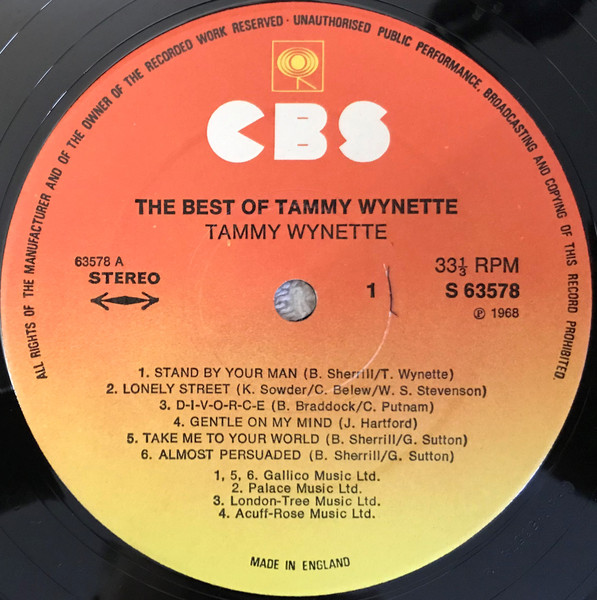 ALL RIGHTS OF THE MANUFACTURER AND OF THE OWNER OF THE RECORDED WORK RESERVED · UNAUTHORISED PUBLIC PERFORMANCE, BROADCASTING AND COPYING OF THIS RECORD PROHIBITED.
CBS
THE BEST OF TAMMY WYNETTE
TAMMY WYNETTE
63578 A
STEREO
33⅓ RPM
1
S 63578
℗ 1968
1. STAND BY YOUR MAN (B. Sherrill/T. Wynette)
2. LONELY STREET (K. Sowder/C. Belew/W. S. Stevenson)
3. D-I-V-O-R-C-E (B. Braddock/C. Putnam)
4. GENTLE ON MY MIND (J. Hartford)
5. TAKE ME TO YOUR WORLD (B. Sherrill/G. Sutton)
6. ALMOST PERSUADED (B. Sherrill/G. Sutton)
1, 5, 6. Gallico Music Ltd.
2. Palace Music Ltd.
3. London-Tree Music Ltd.
4. Acuff-Rose Music Ltd.
MADE IN ENGLAND